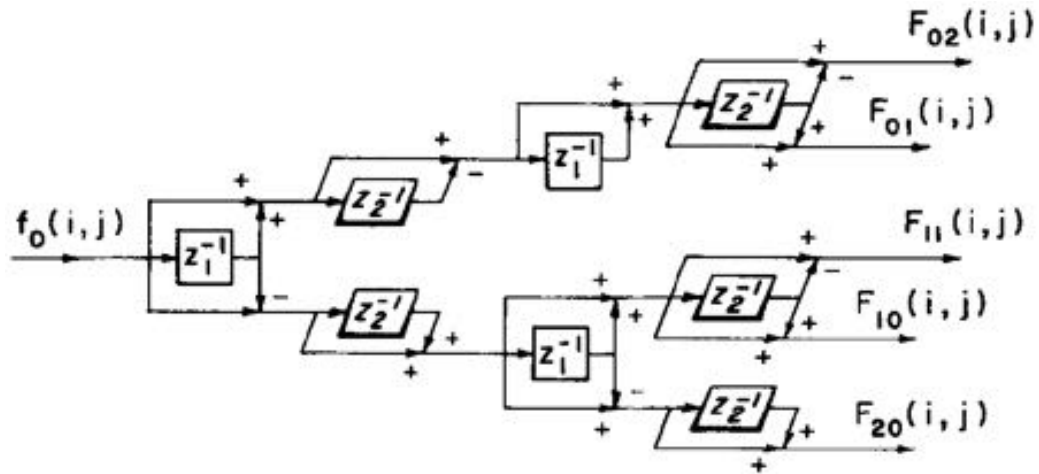 F₀₂(i,j)
+
−
z₂⁻¹
+
F₀₁(i,j)
+
+
+
z₁⁻¹
+
−
z₂⁻¹
+
+
f₀(i,j)
z₁⁻¹
−
F₁₁(i,j)
+
−
z₂⁻¹
+
F₁₀(i,j)
+
z₂⁻¹
+
+
+
+
z₁⁻¹
−
+
z₂⁻¹
+
F₂₀(i,j)
+